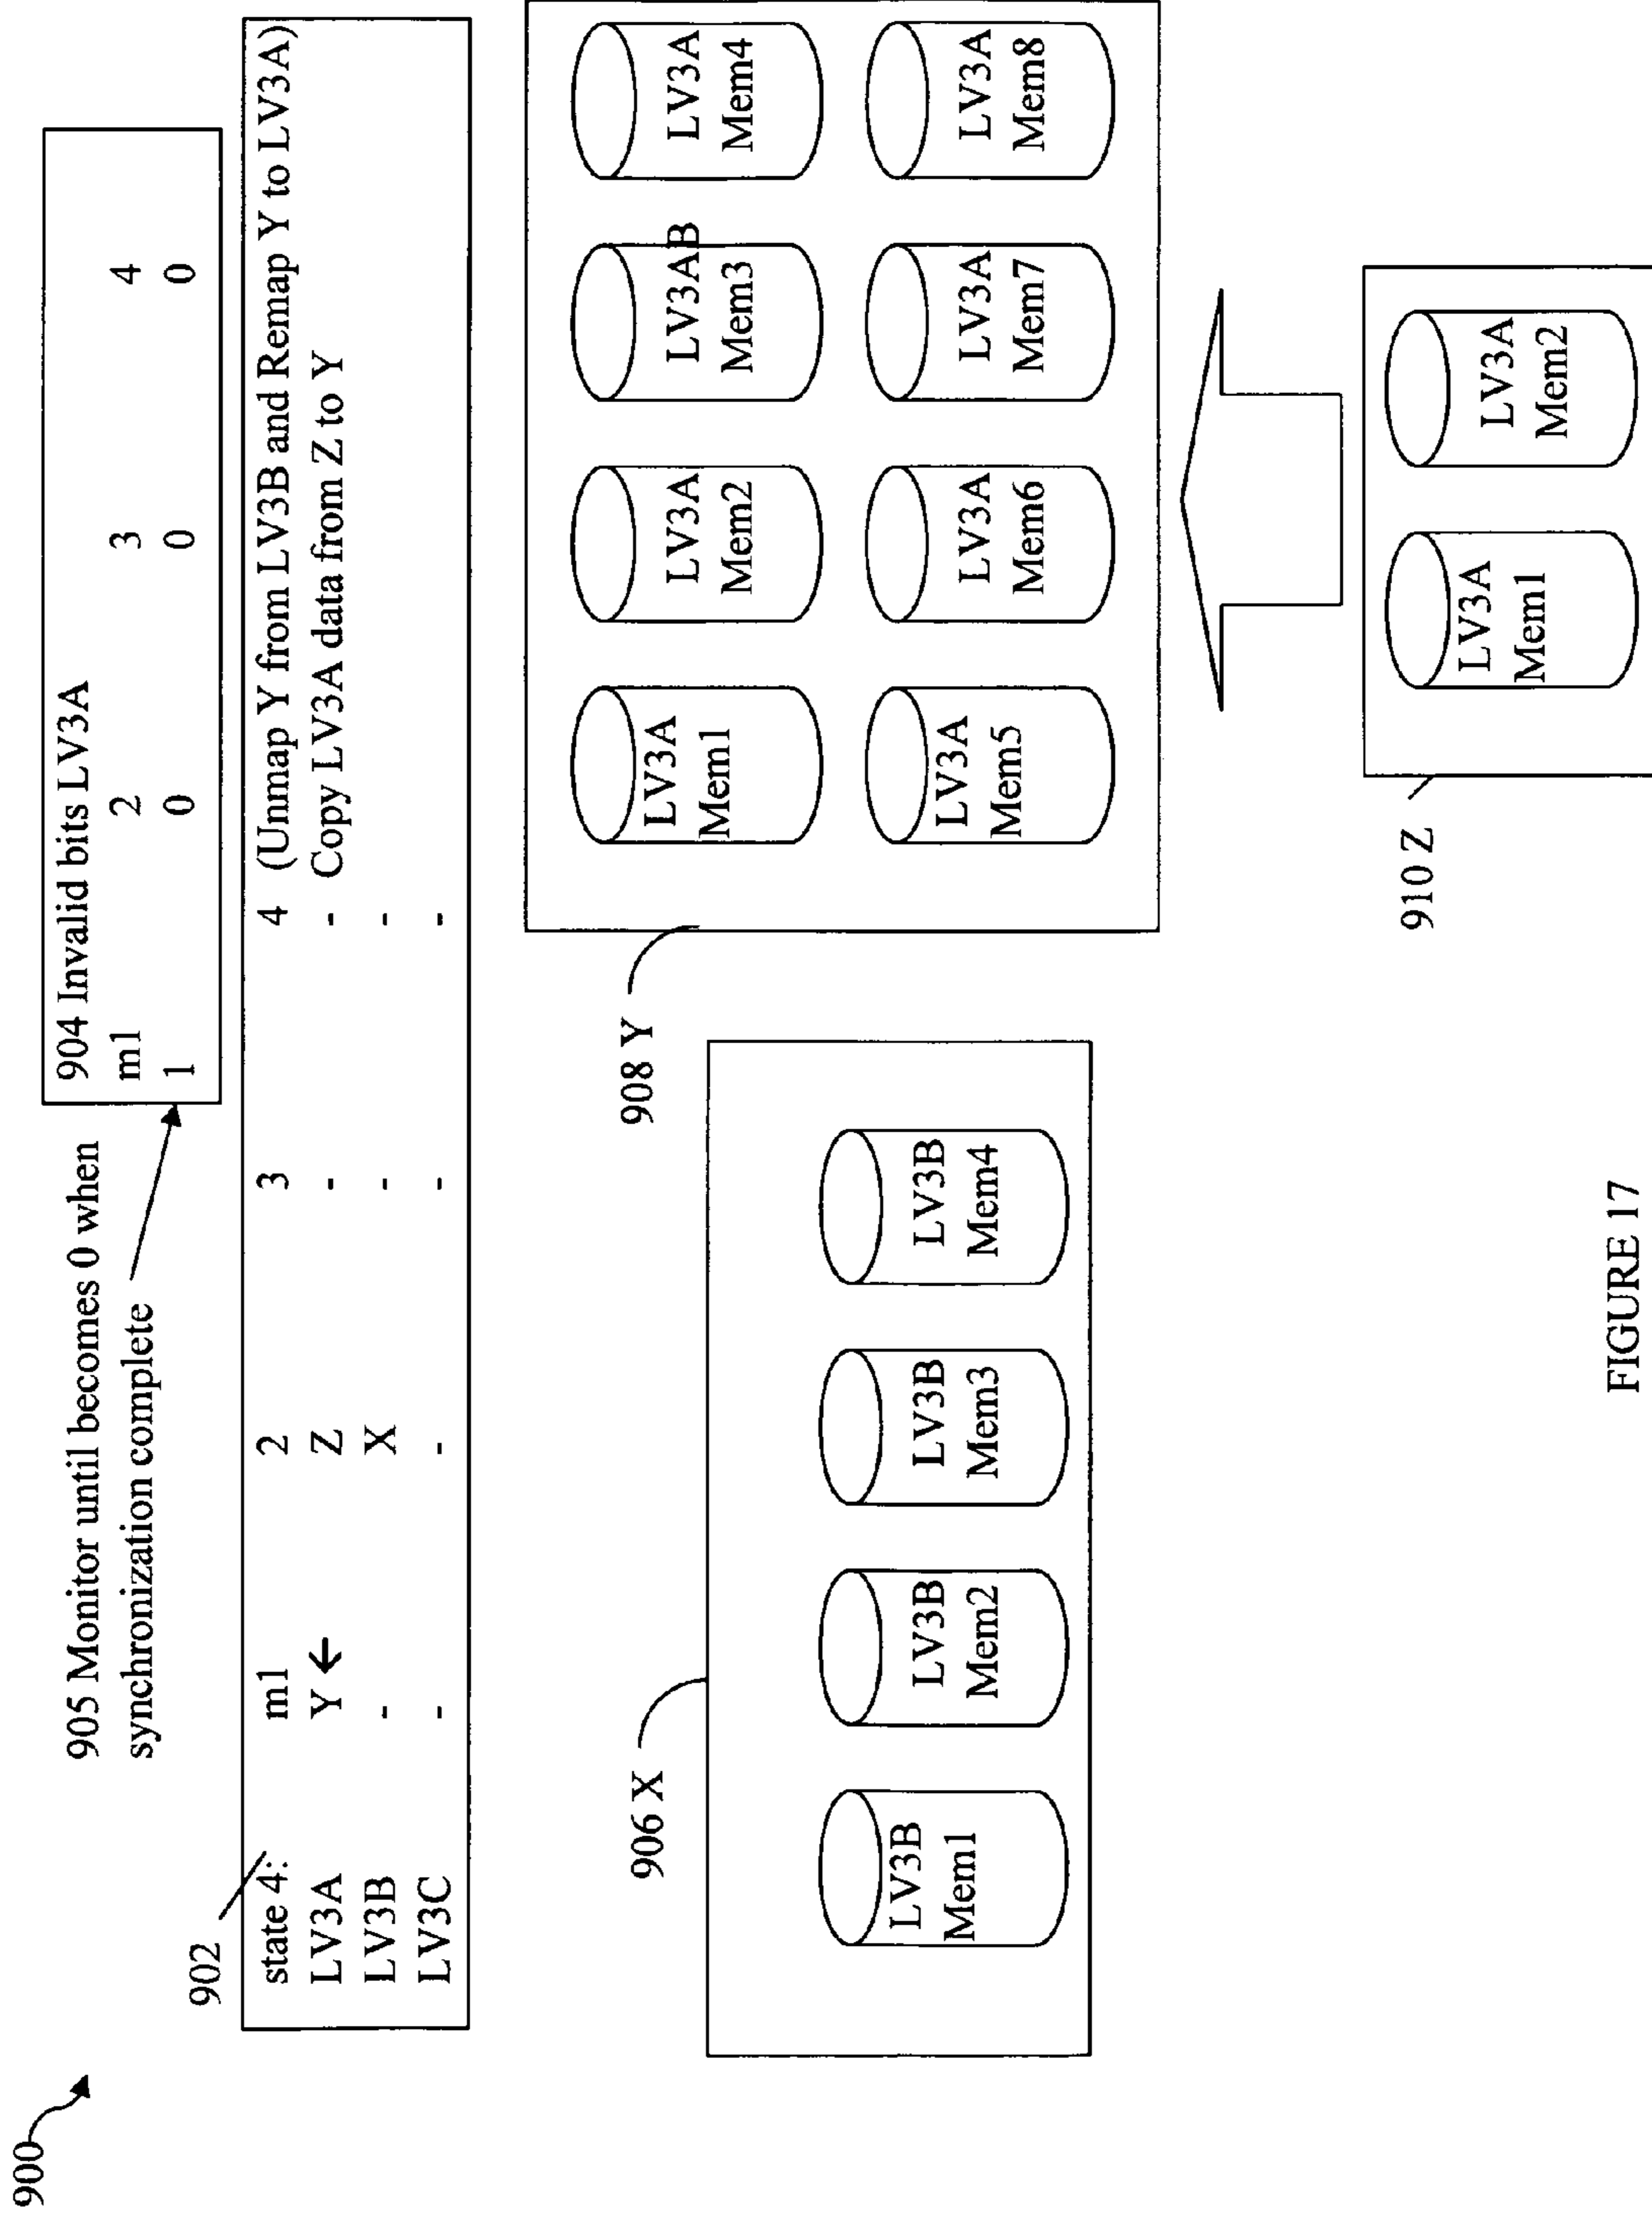 900
905 Monitor until becomes 0 when
synchronization complete
904 Invalid bits LV3A
m1 2 3 4
1 0 0 0
902
state 4: m1 2 3 4 (Unmap Y from LV3B and Remap Y to LV3A)
LV3A Y ← Z - - Copy LV3A data from Z to Y
LV3B - X - -
LV3C - - - -
906 X
LV3B
Mem1
LV3B
Mem2
LV3B
Mem3
LV3B
Mem4
908 Y
LV3A
Mem1
LV3A
Mem2
LV3AB
Mem3
LV3A
Mem4
LV3A
Mem5
LV3A
Mem6
LV3A
Mem7
LV3A
Mem8
910 Z
LV3A
Mem1
LV3A
Mem2
FIGURE 17